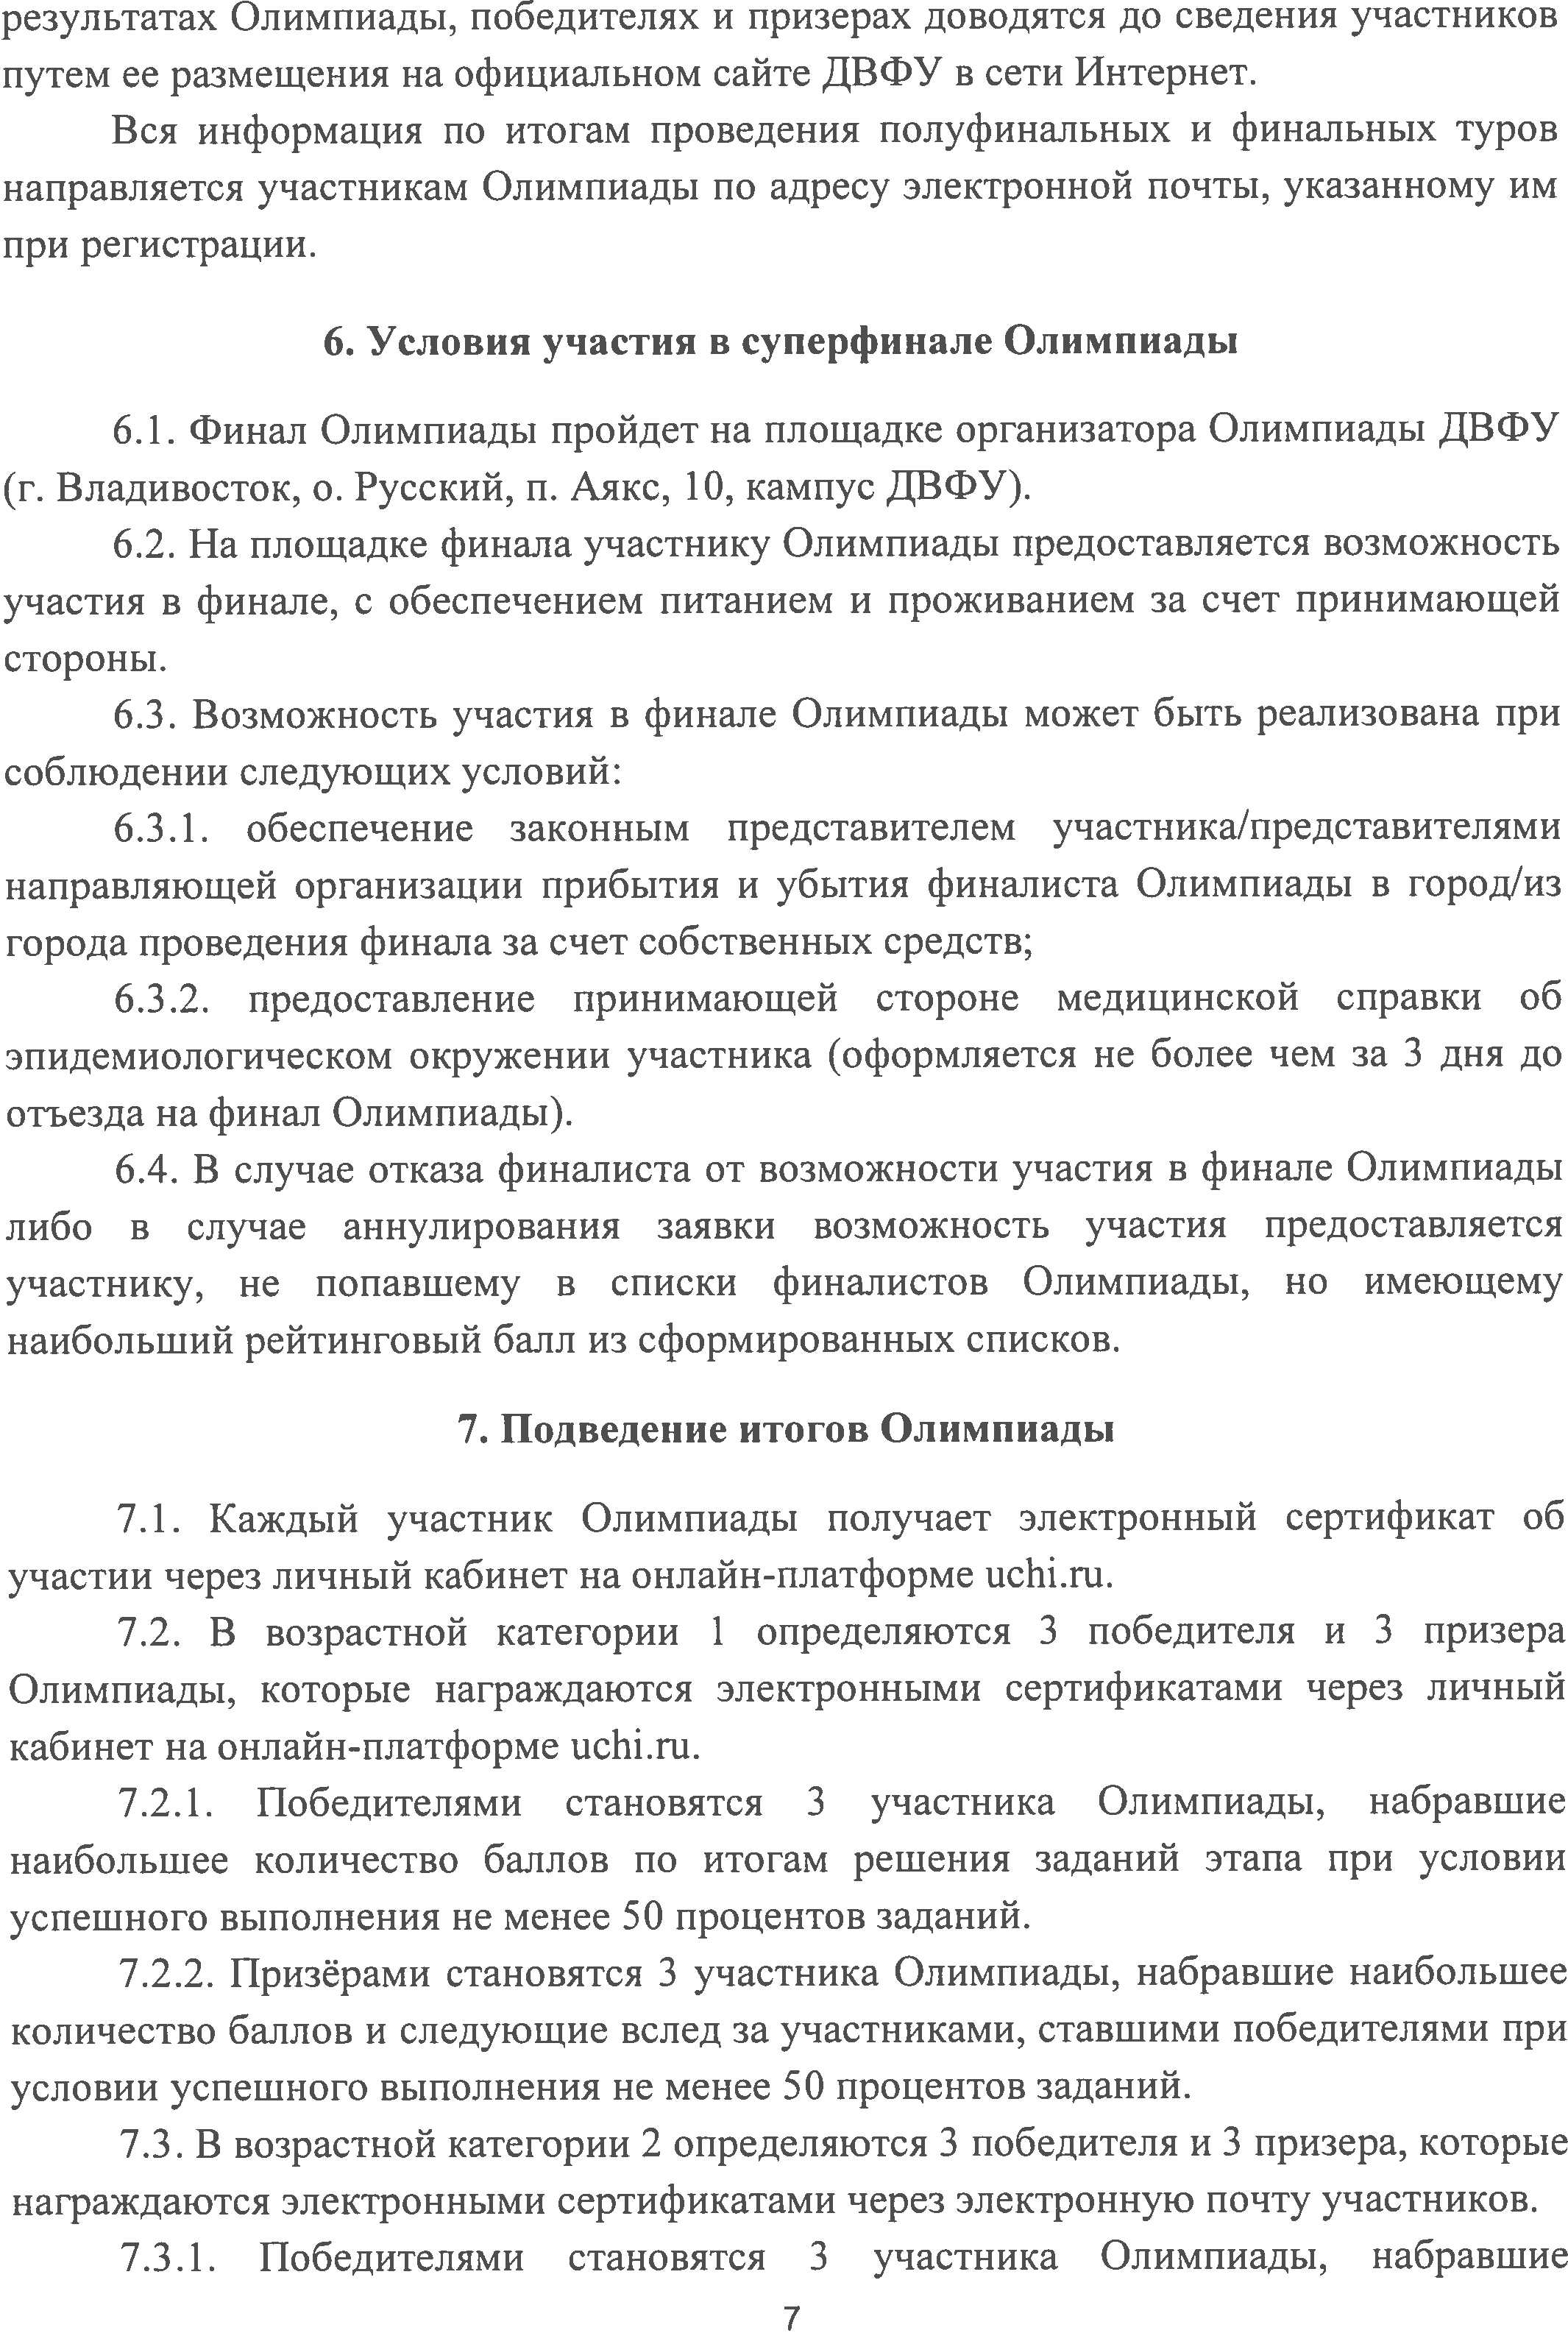 результатах Олимпиады, победителях и призерах доводятся до сведения участников
путем ее размещения на официальном сайте ДВФУ в сети Интернет.
Вся информация по итогам проведения полуфинальных и финальных туров
направляется участникам Олимпиады по адресу электронной почты, указанному им
при регистрации.
6. Условия участия в суперфинале Олимпиады
6.1. Финал Олимпиады пройдет на площадке организатора Олимпиады ДВФУ
(г. Владивосток, о. Русский, п. Аякс, 10, кампус ДВФУ).
6.2. На площадке финала участнику Олимпиады предоставляется возможность
участия в финале, с обеспечением питанием и проживанием за счет принимающей
стороны.
6.3. Возможность участия в финале Олимпиады может быть реализована при
соблюдении следующих условий:
6.3.1. обеспечение законным представителем участника/представителями
направляющей организации прибытия и убытия финалиста Олимпиады в город/из
города проведения финала за счет собственных средств;
6.3.2. предоставление принимающей стороне медицинской справки об
эпидемиологическом окружении участника (оформляется не более чем за 3 дня до
отъезда на финал Олимпиады).
6.4. В случае отказа финалиста от возможности участия в финале Олимпиады
либо в случае аннулирования заявки возможность участия предоставляется
участнику, не попавшему в списки финалистов Олимпиады, но имеющему
наибольший рейтинговый балл из сформированных списков.
7. Подведение итогов Олимпиады
7.1. Каждый участник Олимпиады получает электронный сертификат об
участии через личный кабинет на онлайн-платформе uchi.ru.
7.2. В возрастной категории 1 определяются 3 победителя и 3 призера
Олимпиады, которые награждаются электронными сертификатами через личный
кабинет на онлайн-платформе uchi.ru.
7.2.1. Победителями становятся 3 участника Олимпиады, набравшие
наибольшее количество баллов по итогам решения заданий этапа при условии
успешного выполнения не менее 50 процентов заданий.
7.2.2. Призёрами становятся 3 участника Олимпиады, набравшие наибольшее
количество баллов и следующие вслед за участниками, ставшими победителями при
условии успешного выполнения не менее 50 процентов заданий.
7.3. В возрастной категории 2 определяются 3 победителя и 3 призера, которые
награждаются электронными сертификатами через электронную почту участников.
7.3.1. Победителями становятся 3 участника Олимпиады, набравшие
7